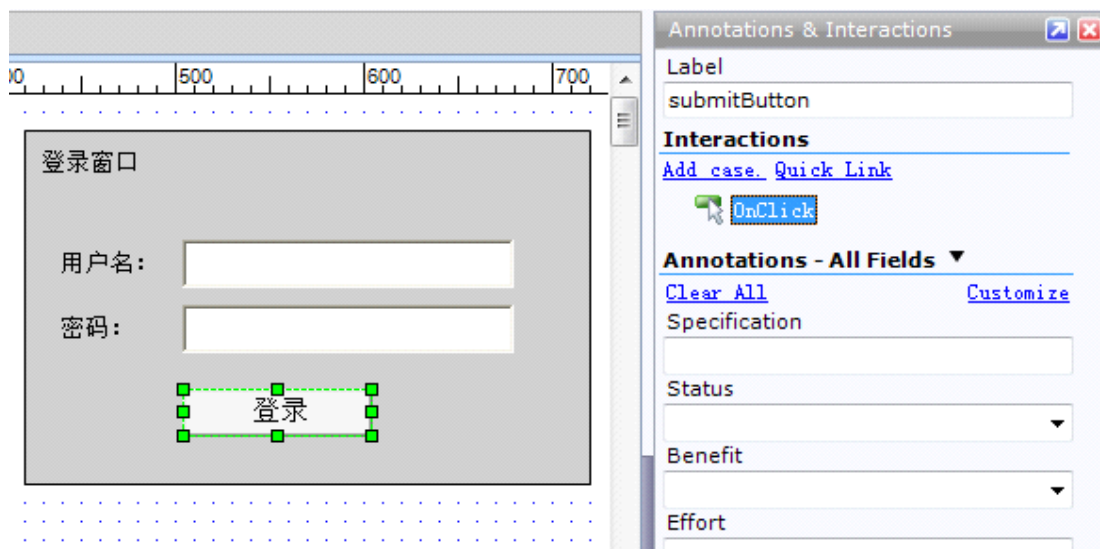 500 600 700
登录窗口
用户名:
密码:
登录
Annotations & Interactions
Label
submitButton
Interactions
Add case. Quick Link
OnClick
Annotations - All Fields
Clear All Customize
Specification
Status
Benefit
Effort